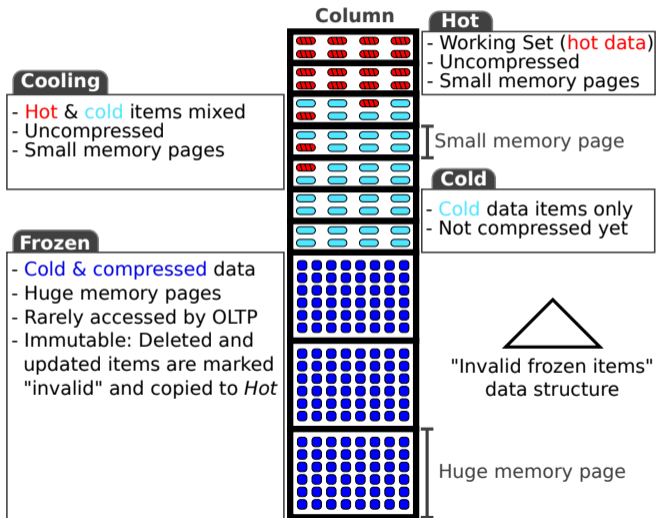 Column
Hot
- Working Set (hot data)
- Uncompressed
- Small memory pages
Cooling
- Hot & cold items mixed
- Uncompressed
- Small memory pages
Small memory page
Cold
- Cold data items only
- Not compressed yet
Frozen
- Cold & compressed data
- Huge memory pages
- Rarely accessed by OLTP
- Immutable: Deleted and
updated items are marked
"invalid" and copied to Hot
"Invalid frozen items"
data structure
Huge memory page